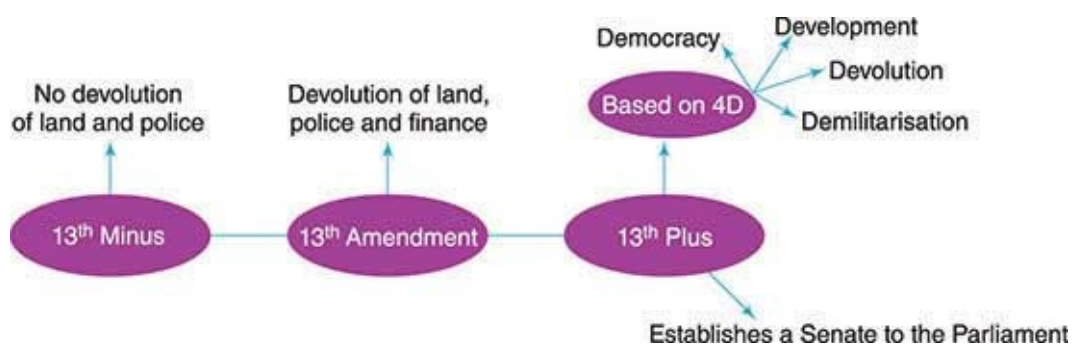 Democracy
Development
Devolution
Demilitarisation
Based on 4D
No devolution
of land and police
Devolution of land,
police and finance
13th Minus
13th Amendment
13th Plus
Establishes a Senate to the Parliament